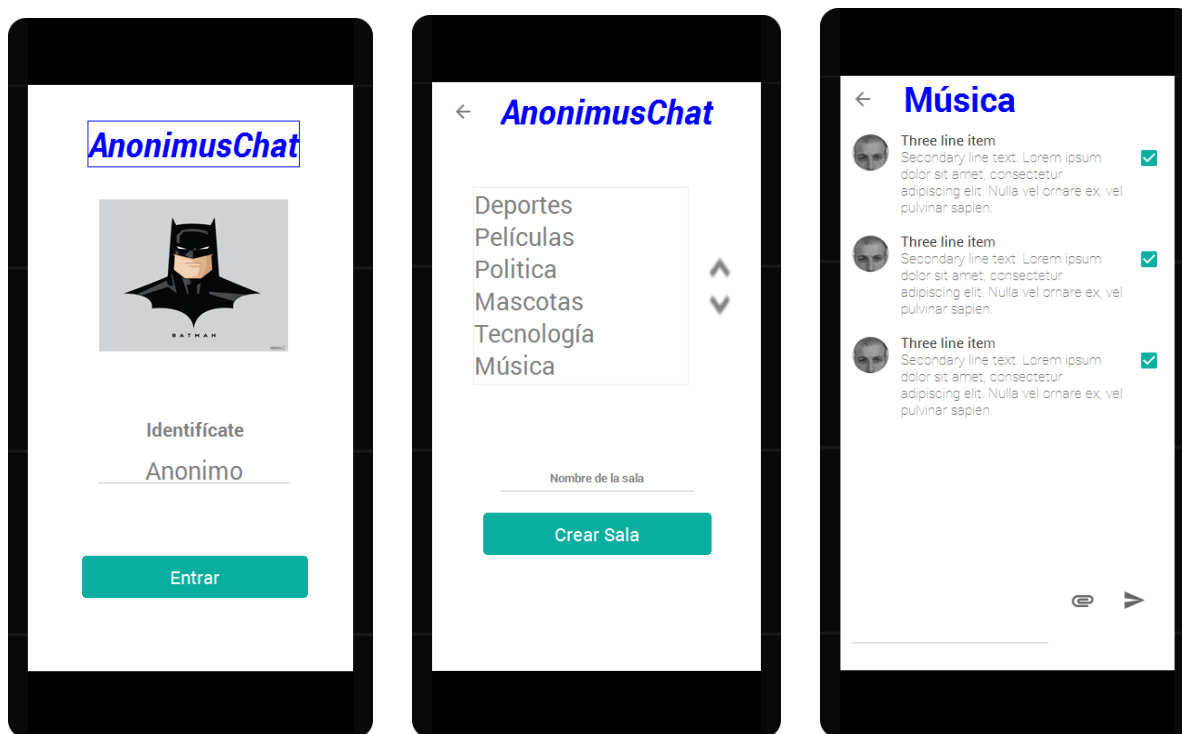 AnonimusChat
BATMAN
Identifícate
Anonimo
Entrar
AnonimusChat
Deportes
Películas
Politica
Mascotas
Tecnología
Música
Nombre de la sala
Crear Sala
Música
Three line item
Secondary line text. Lorem ipsum
dolor sit amet, consectetur
adipiscing elit. Nulla vel ornare ex, vel
pulvinar sapien.
Three line item
Secondary line text. Lorem ipsum
dolor sit amet, consectetur
adipiscing elit. Nulla vel ornare ex, vel
pulvinar sapien.
Three line item
Secondary line text. Lorem ipsum
dolor sit amet, consectetur
adipiscing elit. Nulla vel ornare ex, vel
pulvinar sapien.